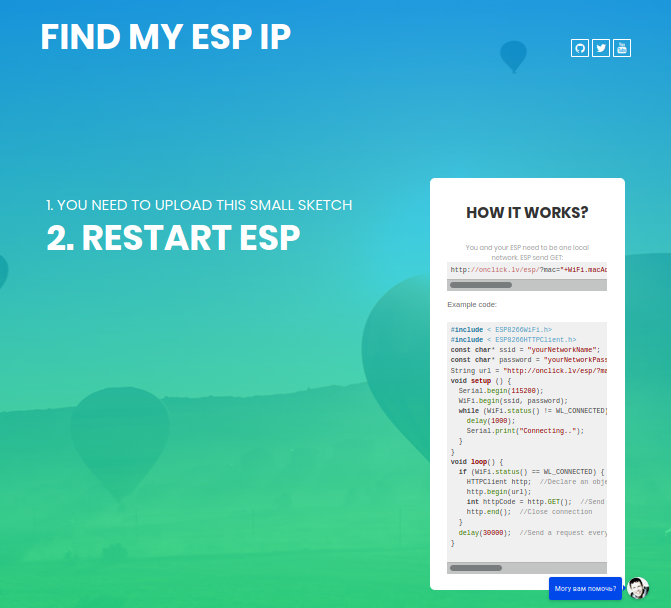 FIND MY ESP IP
1. YOU NEED TO UPLOAD THIS SMALL SKETCH
2. RESTART ESP
HOW IT WORKS?
You and your ESP need to be one local
network. ESP send GET:
http://onclick.lv/esp/?mac="+WiFi.macAd
Example code:
#include < ESP8266WiFi.h>
#include < ESP8266HTTPClient.h>
const char* ssid = "yourNetworkName";
const char* password = "yourNetworkPass
String url = "http://onclick.lv/esp/?ma
void setup () {
Serial.begin(115200);
WiFi.begin(ssid, password);
while (WiFi.status() != WL_CONNECTED)
delay(1000);
Serial.print("Connecting..");
}
}
void loop() {
if (WiFi.status() == WL_CONNECTED) {
HTTPClient http; //Declare an obje
http.begin(url);
int httpCode = http.GET(); //Send
http.end(); //Close connection
}
delay(30000); //Send a request every
}
Могу вам помочь?